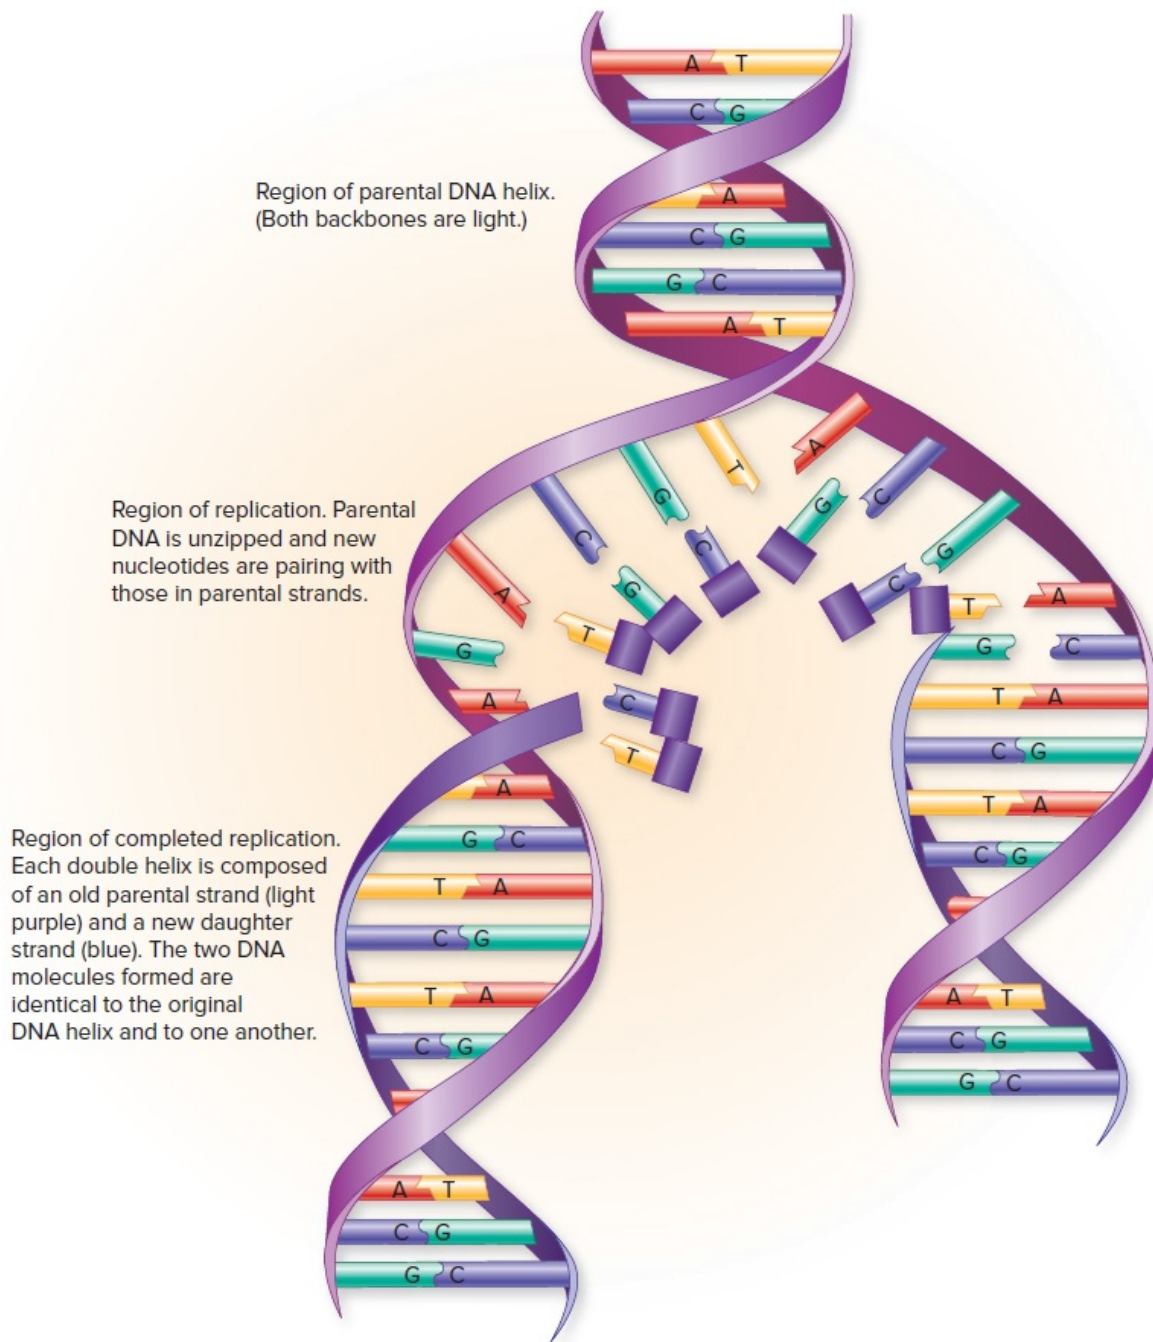 A T
C G
Region of parental DNA helix.
(Both backbones are light.)
A
C G
G C
A T
T A
G C
C G
G C
Region of replication. Parental
DNA is unzipped and new
nucleotides are pairing with
those in parental strands.
C G
A G C
T T A
G G C
A C T A
T C G
A T A
Region of completed replication.
Each double helix is composed
of an old parental strand (light
purple) and a new daughter
strand (blue). The two DNA
molecules formed are
identical to the original
DNA helix and to one another.
G C
C G
T A
C G
T A
A T
C G
C G
G C
A T
C G
G C